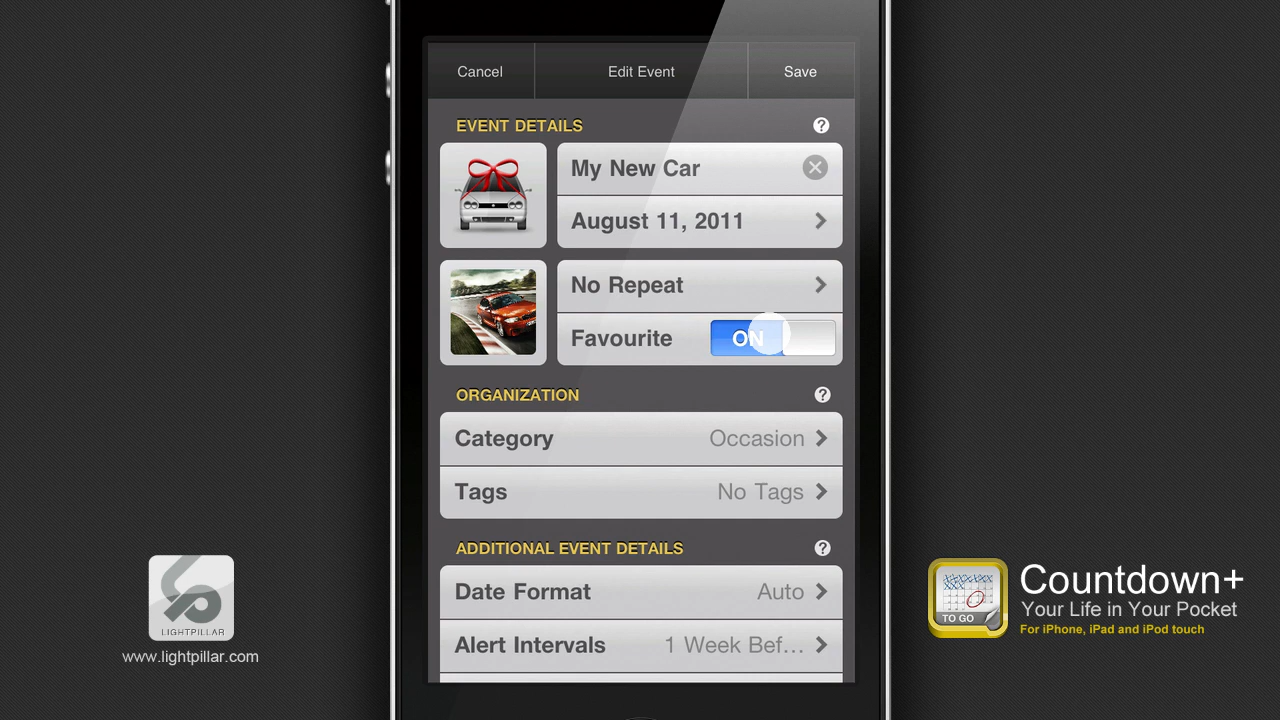 Cancel
Edit Event
Save
EVENT DETAILS
?
My New Car
August 11, 2011
No Repeat
Favourite
ON
ORGANIZATION
?
Category
Occasion
Tags
No Tags
ADDITIONAL EVENT DETAILS
?
Date Format
Auto
Alert Intervals
1 Week Bef...
LIGHTPILLAR
www.lightpillar.com
TO GO
Countdown+
Your Life in Your Pocket
For iPhone, iPad and iPod touch